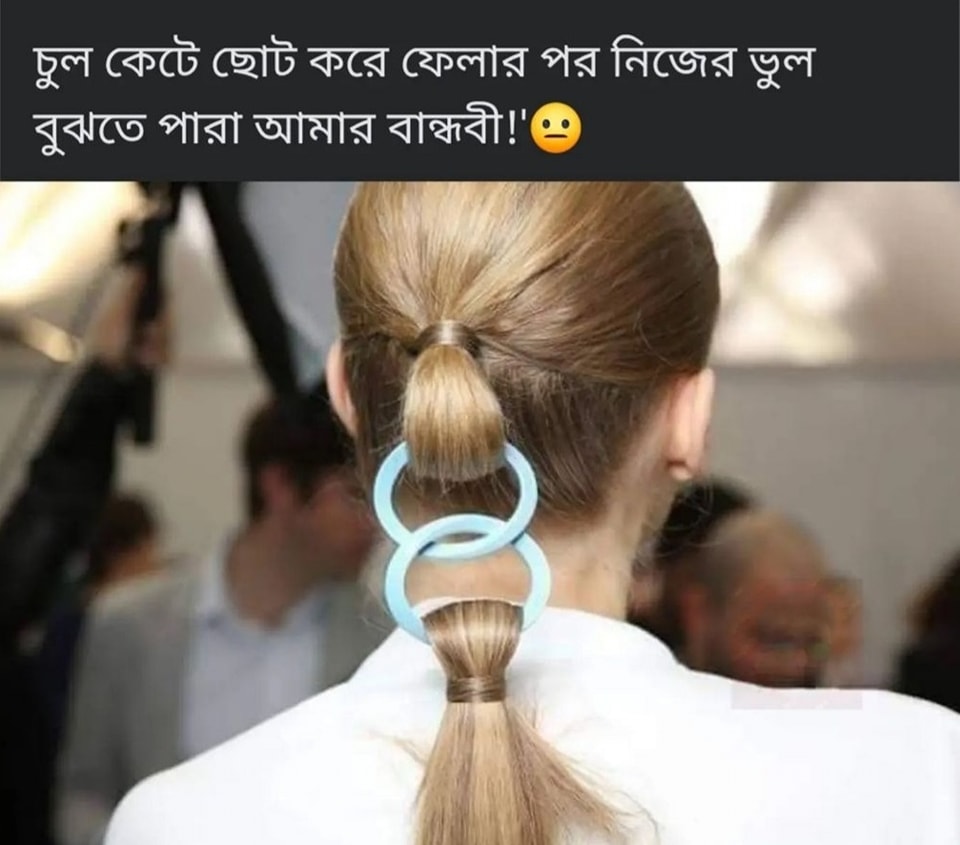 চুল কেটে ছোট করে ফেলার পর নিজের ভুল
বুঝতে পারা আমার বান্ধবী!'😐